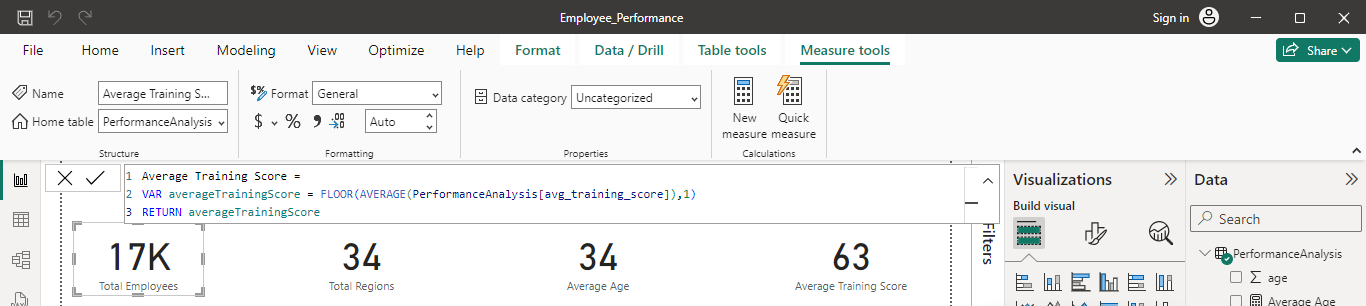 Employee_Performance
Sign in
File Home Insert Modeling View Optimize Help Format Data / Drill Table tools Measure tools
Share
Name Average Training S...
Home table PerformanceAnalysis
Structure
$% Format General
$ % Auto
Formatting
Data category Uncategorized
Properties
New measure
Quick measure
Calculations
1 Average Training Score =
2 VAR averageTrainingScore = FLOOR(AVERAGE(PerformanceAnalysis[avg_training_score]),1)
3 RETURN averageTrainingScore
17K
Total Employees
34
Total Regions
34
Average Age
63
Average Training Score
Filters
Visualizations
Build visual
Data
Search
PerformanceAnalysis
age
Average Age